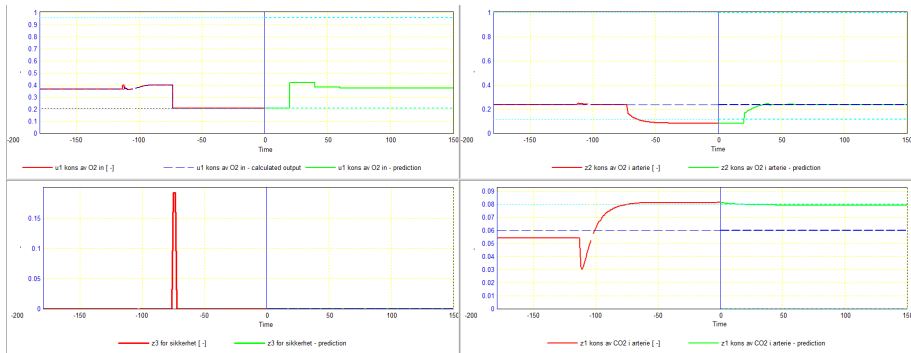 1
0.9
0.8
0.7
0.6
0.5
0.4
0.3
0.2
0.1
0
-200 -150 -100 -50 0 50 100 150
Time
u1 kons av O2 in [ -] u1 kons av O2 in - calculated output u1 kons av O2 in - prediction
1
0.8
0.6
0.4
0.2
0
-200 -150 -100 -50 0 50 100 150
Time
z2 kons av O2 i arterie [ -] z2 kons av O2 i arterie - prediction
0.15
0.1
0.05
0
-200 -150 -100 -50 0 50 100 150
Time
z3 for sikkerhet [ -] z3 for sikkerhet - prediction
0.09
0.08
0.07
0.06
0.05
0.04
0.03
0.02
0.01
0
-200 -150 -100 -50 0 50 100 150
Time
z1 kons av CO2 i arterie [ -] z1 kons av CO2 i arterie - prediction